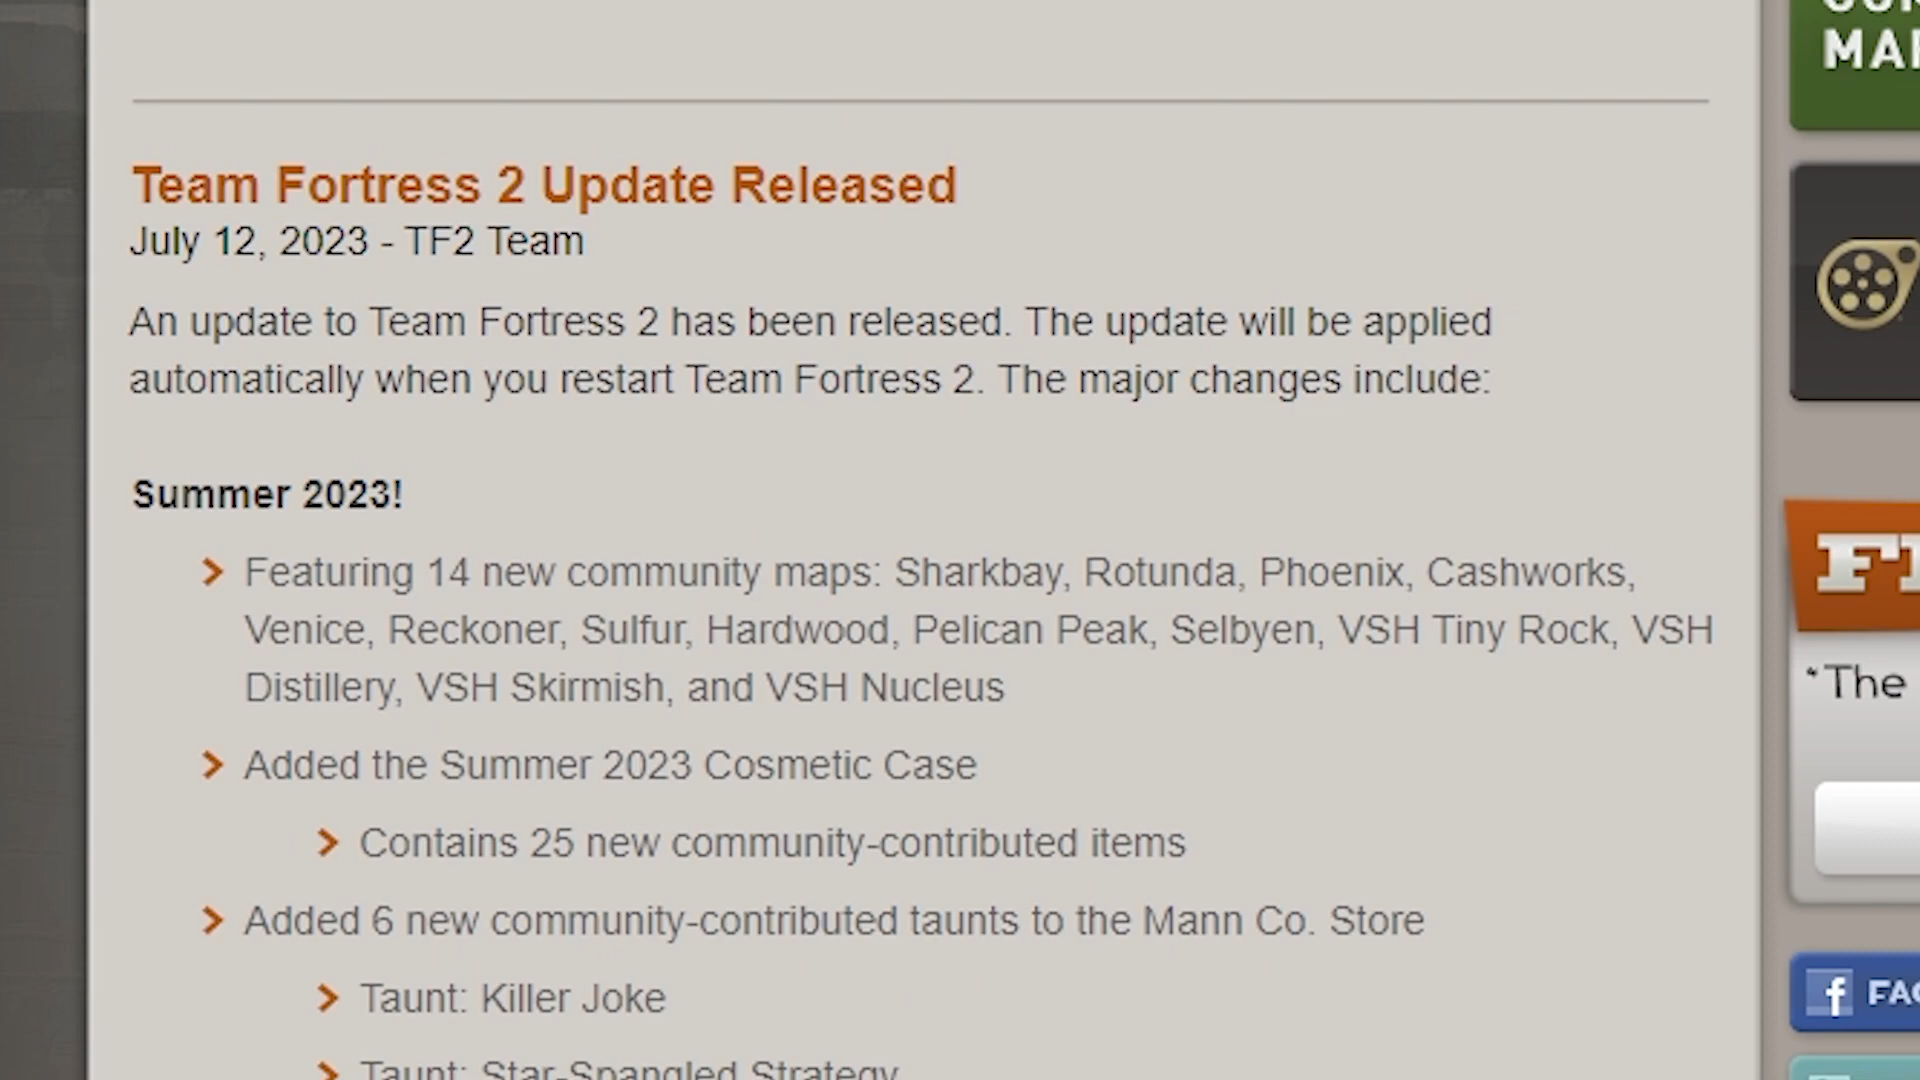 Team Fortress 2 Update Released
July 12, 2023 - TF2 Team
An update to Team Fortress 2 has been released. The update will be applied
automatically when you restart Team Fortress 2. The major changes include:
Summer 2023!
Featuring 14 new community maps: Sharkbay, Rotunda, Phoenix, Cashworks,
Venice, Reckoner, Sulfur, Hardwood, Pelican Peak, Selbyen, VSH Tiny Rock, VSH
Distillery, VSH Skirmish, and VSH Nucleus
Added the Summer 2023 Cosmetic Case
Contains 25 new community-contributed items
Added 6 new community-contributed taunts to the Mann Co. Store
Taunt: Killer Joke
Taunt: Star-Spangled Strategy
*The